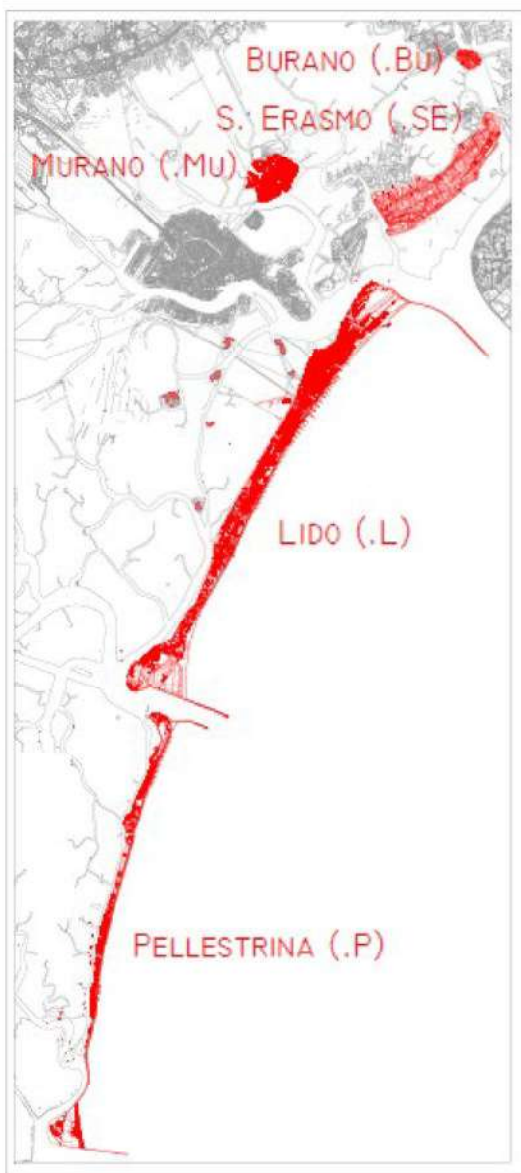 BURANO (.BU)
S. ERASMO (.SE)
MURANO (.MU)
LIDO (.L)
PELLESTRINA (.P)